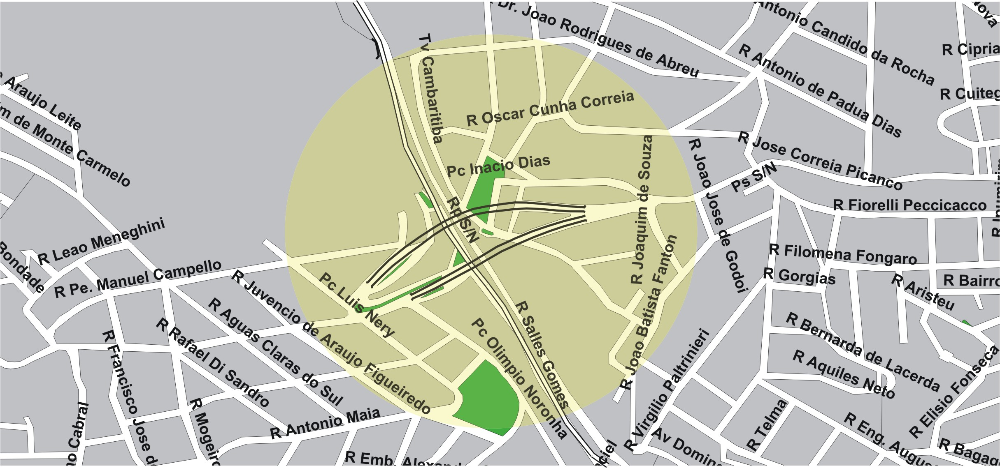 Dr. Joao Rodrigues de Abreu
Antonio Candido da Rocha
Nova
R Antonio de Padua Dias
R Cipria
R Cuiteg
Tv Cambaritiba
Araujo Leite
m de Monte Carmelo
R Oscar Cunha Correia
R Jose Correia Picanco
Ps S/N
Pc Inacio Dias
R Joaquim de Souza
R Joao Jose de Godoi
Rp S/N
R Fiorelli Peccicacco
R Leao Meneghini
Bondade
R Pe. Manuel Campello
R Filomena Fongaro
R Gorgias
R Bairro
R Aristeu
R Joao Batista Fanton
Pc Luis Nery
R Juvencio de Araujo Figueiredo
R Aguas Claras do Sul
R Rafael Di Sandro
R Francisco Jose de
R Salles Gomes
Pc Olimpio Noronha
R Bernarda de Lacerda
R Aquiles Neto
R Virgilio Paltrinieri
R Elisio Fonseca
R Mogeiro
no Cabral
R Antonio Maia
R Telma
R Eng. Augus
Av Domin
R Bagag
R Emb.
ciel